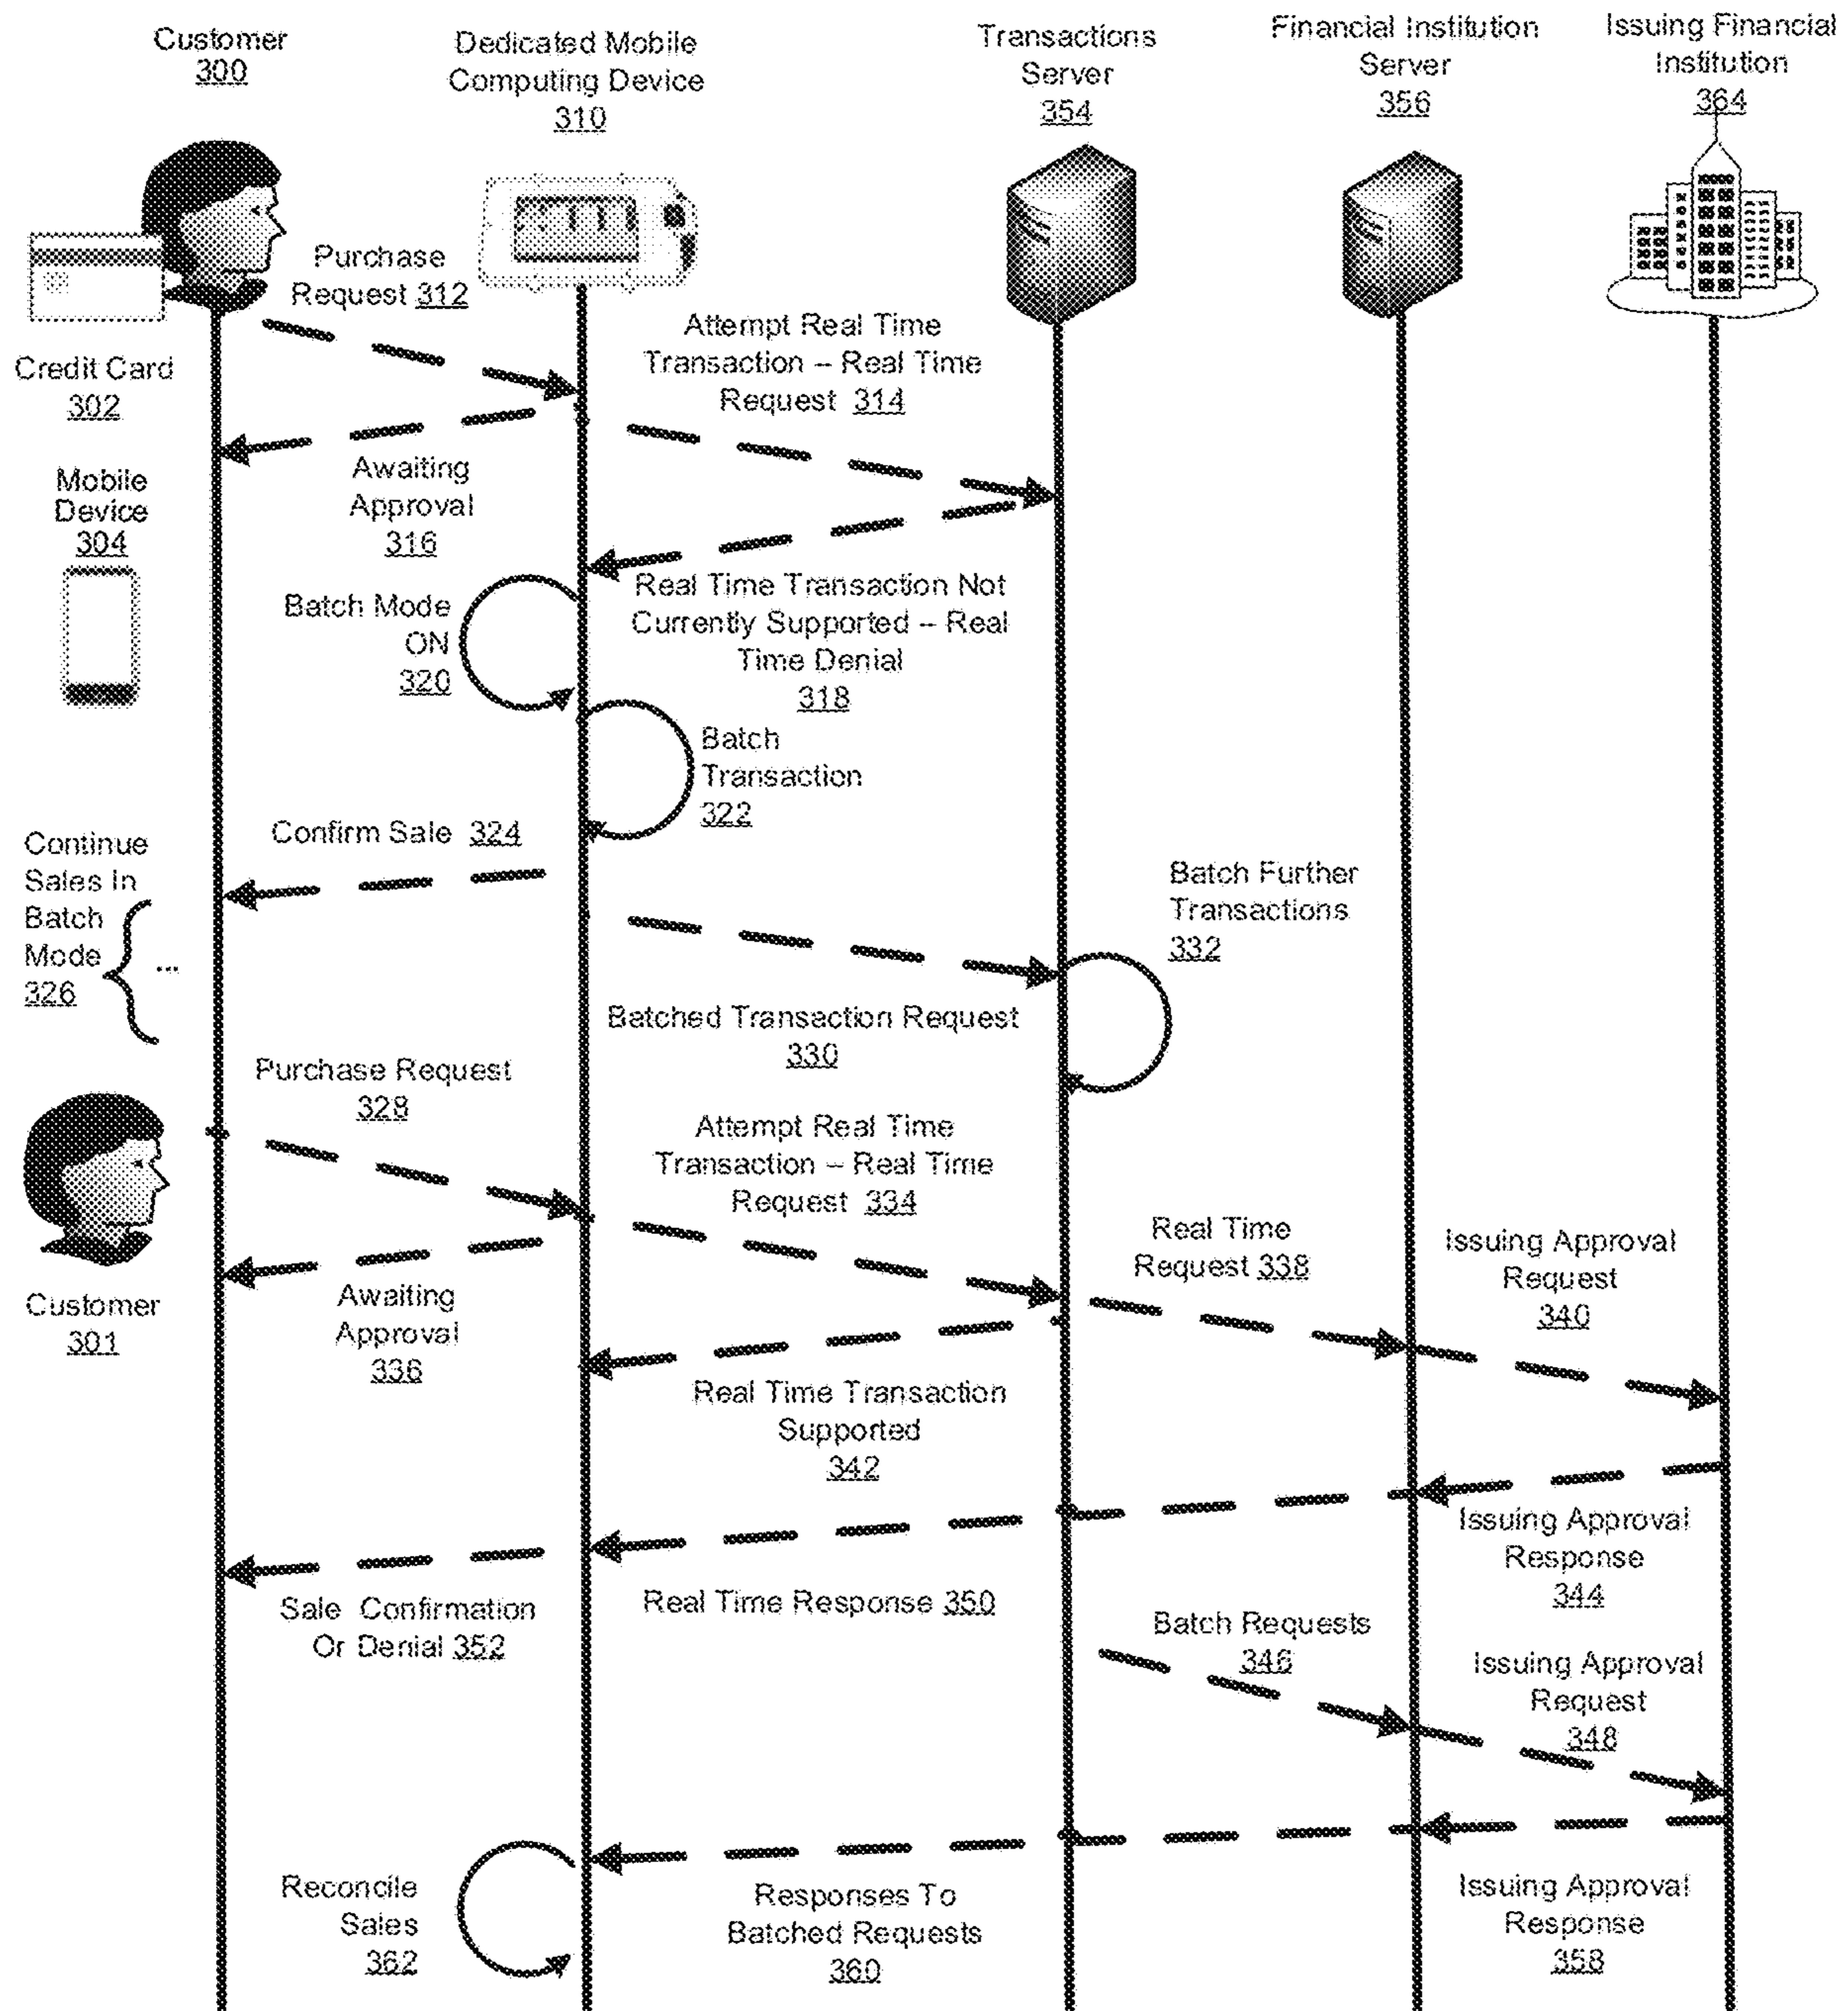 Customer
300
Dedicated Mobile
Computing Device
310
Transactions
Server
354
Financial Institution
Server
356
Issuing Financial
Institution
364
Purchase
Request 312
Credit Card
302
Attempt Real Time
Transaction – Real Time
Request 314
Awaiting
Approval
316
Mobile
Device
304
Real Time Transaction Not
Currently Supported – Real
Time Denial
318
Batch Mode
ON
320
Batch
Transaction
322
Confirm Sale 324
Continue
Sales In
Batch
Mode
326
...
Batch Further
Transactions
332
Batched Transaction Request
330
Purchase Request
328
Attempt Real Time
Transaction – Real Time
Request 334
Customer
301
Awaiting
Approval
336
Real Time
Request 338
Issuing Approval
Request
340
Real Time Transaction
Supported
342
Issuing Approval
Response
344
Sale Confirmation
Or Denial 352
Real Time Response 350
Batch Requests
346
Issuing Approval
Request
348
Reconcile
Sales
362
Responses To
Batched Requests
360
Issuing Approval
Response
358